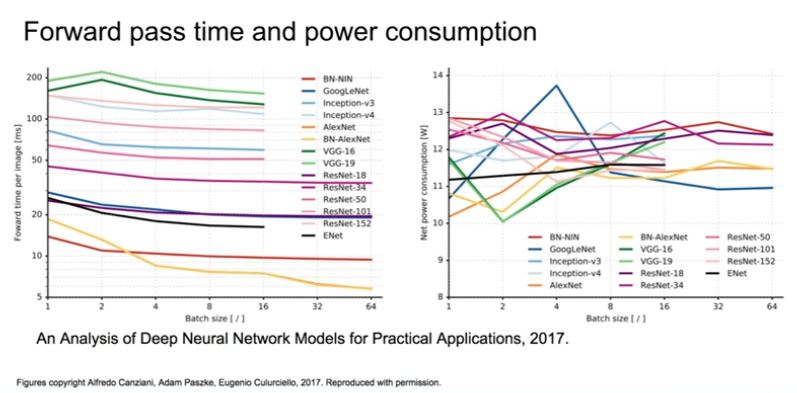 Forward pass time and power consumption
200
100
50
20
10
5
Foward time per image [ms]
1
2
4
8
16
32
64
Batch size [ / ]
BN-NIN
GoogLeNet
Inception-v3
Inception-v4
AlexNet
BN-AlexNet
VGG-16
VGG-19
ResNet-18
ResNet-34
ResNet-50
ResNet-101
ResNet-152
ENet
14
13
12
11
10
9
8
Net power consumption [W]
1
2
4
8
16
32
64
Batch size [ / ]
BN-NIN
GoogLeNet
Inception-v3
Inception-v4
AlexNet
BN-AlexNet
VGG-16
VGG-19
ResNet-18
ResNet-34
ResNet-50
ResNet-101
ResNet-152
ENet
An Analysis of Deep Neural Network Models for Practical Applications, 2017.
Figures copyright Alfredo Canziani, Adam Paszke, Eugenio Culurciello, 2017. Reproduced with permission.